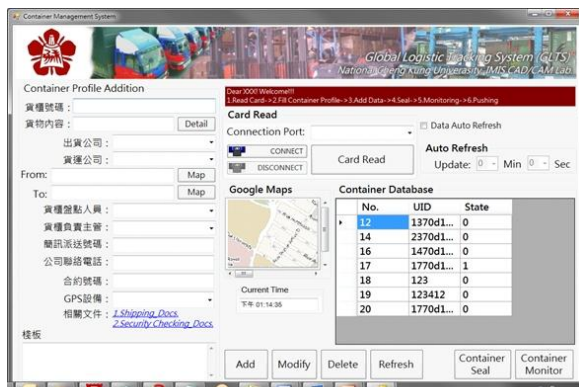 Container Management System
Global Logistic Tracking System (GLTS)
National Cheng Kung University, IMIS CAD/CAM Lab
Container Profile Addition
貨櫃號碼：
貨物內容：
Detail
出貨公司：
貨運公司：
From:
Map
To:
Map
貨櫃盤點人員：
貨櫃負責主管：
簡訊派送號碼：
公司聯絡電話：
合約號碼：
GPS設備：
相關文件：
1.Shipping_Docs.
2.Security Checking_Docs.
棧板
Dear XXXX Welcome!!!
1.Read Card->2.Fill Container Profile->3.Add Data->4.Seal->5.Monitoring->6.Pushing
Card Read
Connection Port:
Data Auto Refresh
CONNECT
DISCONNECT
Card Read
Auto Refresh
Update: 0 Min 0 Sec
Google Maps
Current Time
下午 01:14:36
Container Database
No. UID State
12 1370d1... 0
14 2370d1... 0
16 1470d1... 0
17 1770d1... 1
18 123 0
19 123412 0
20 1770d1... 0
Add Modify Delete Refresh Container Seal Container Monitor